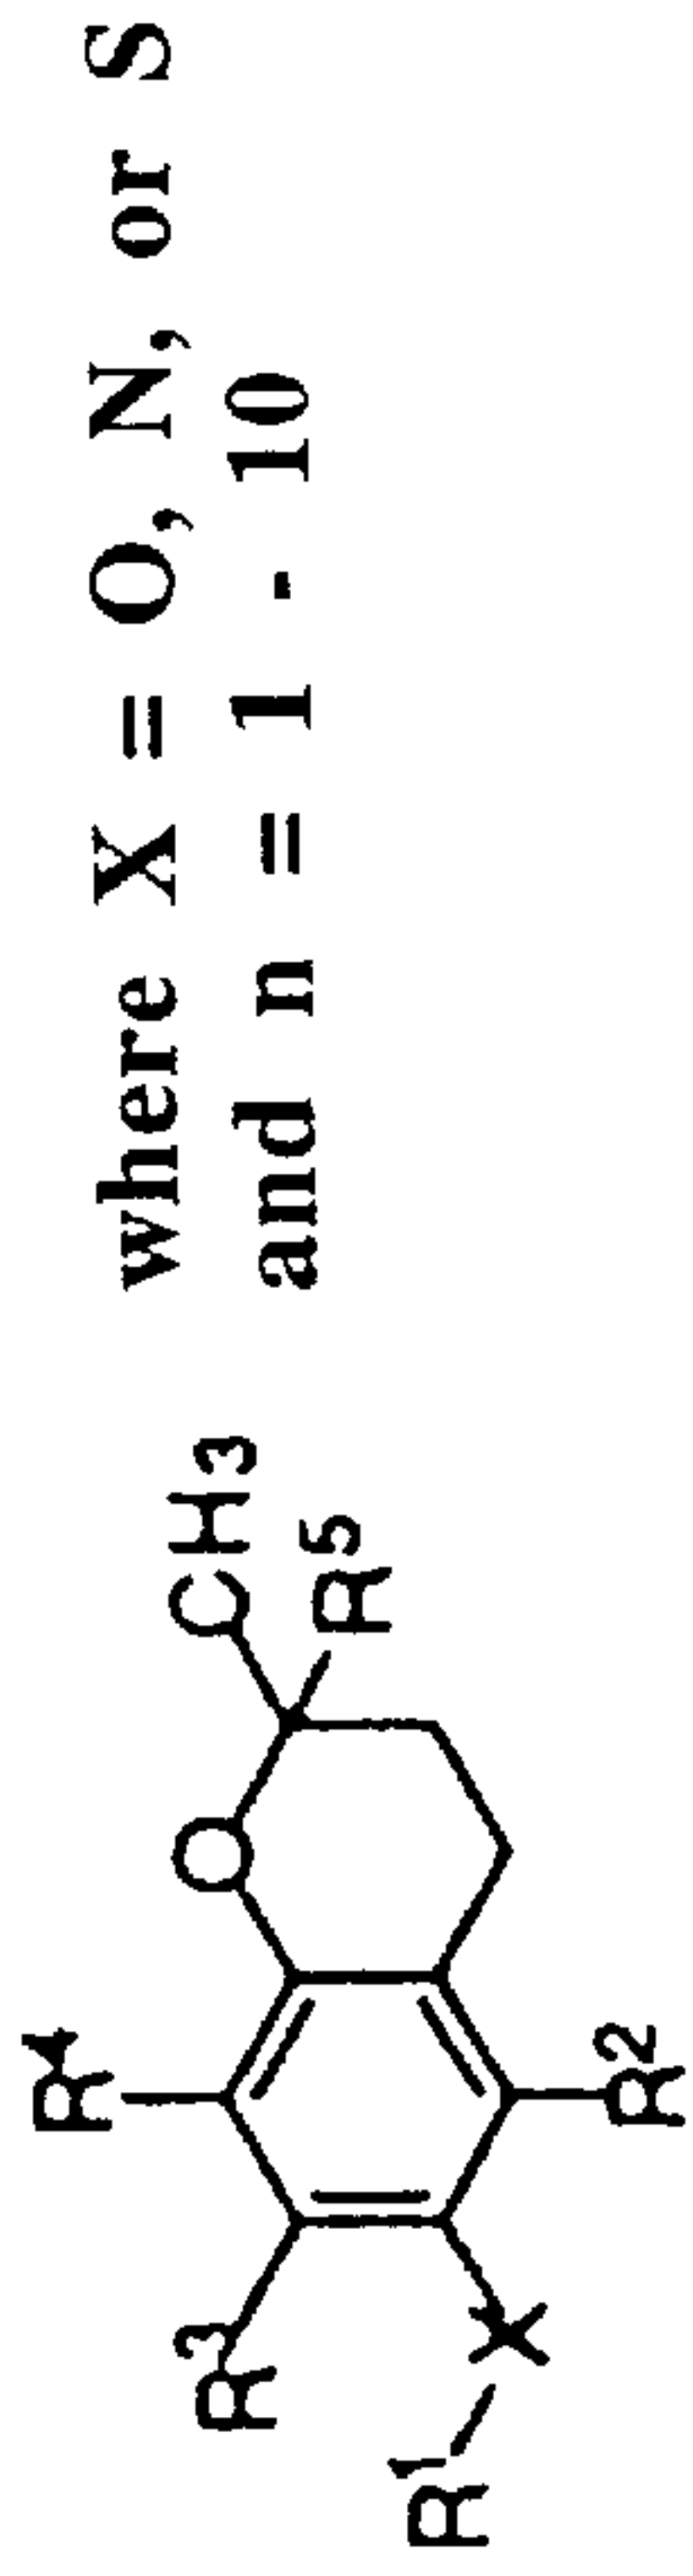 where X = O, N, or S
and n = 1 - 10
R4
O
CH3
R5
R3
R1
X
R2